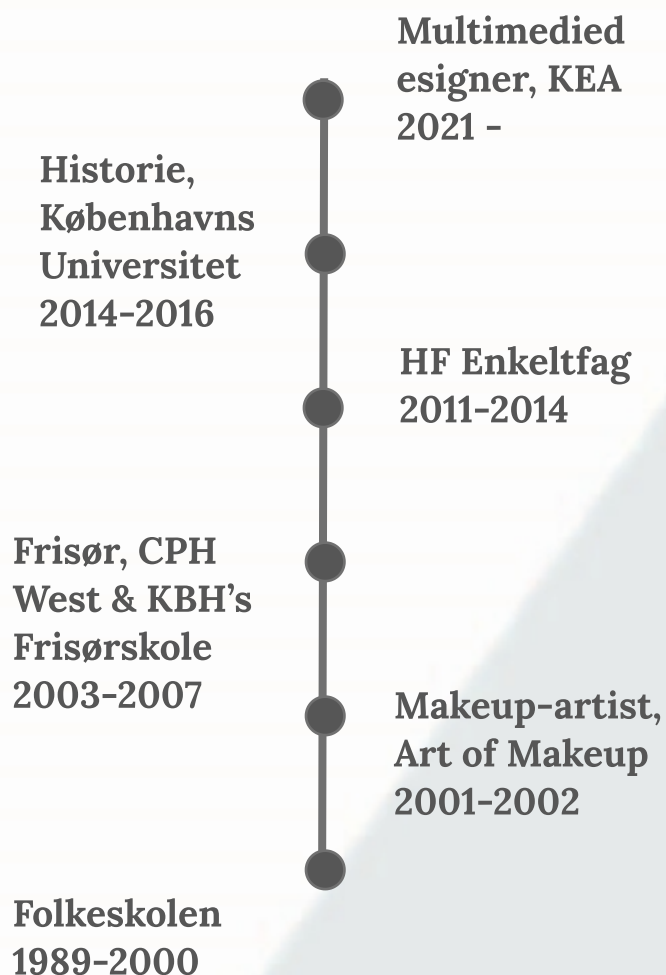 Multimedied
esigner, KEA
2021 -
Historie,
Københavns
Universitet
2014-2016
HF Enkeltfag
2011-2014
Frisør, CPH
West & KBH’s
Frisørskole
2003-2007
Makeup-artist,
Art of Makeup
2001-2002
Folkeskolen
1989-2000